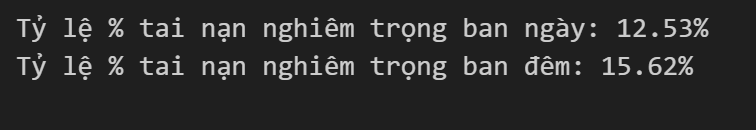 Tỷ lệ % tai nạn nghiêm trọng ban ngày: 12.53%
Tỷ lệ % tai nạn nghiêm trọng ban đêm: 15.62%